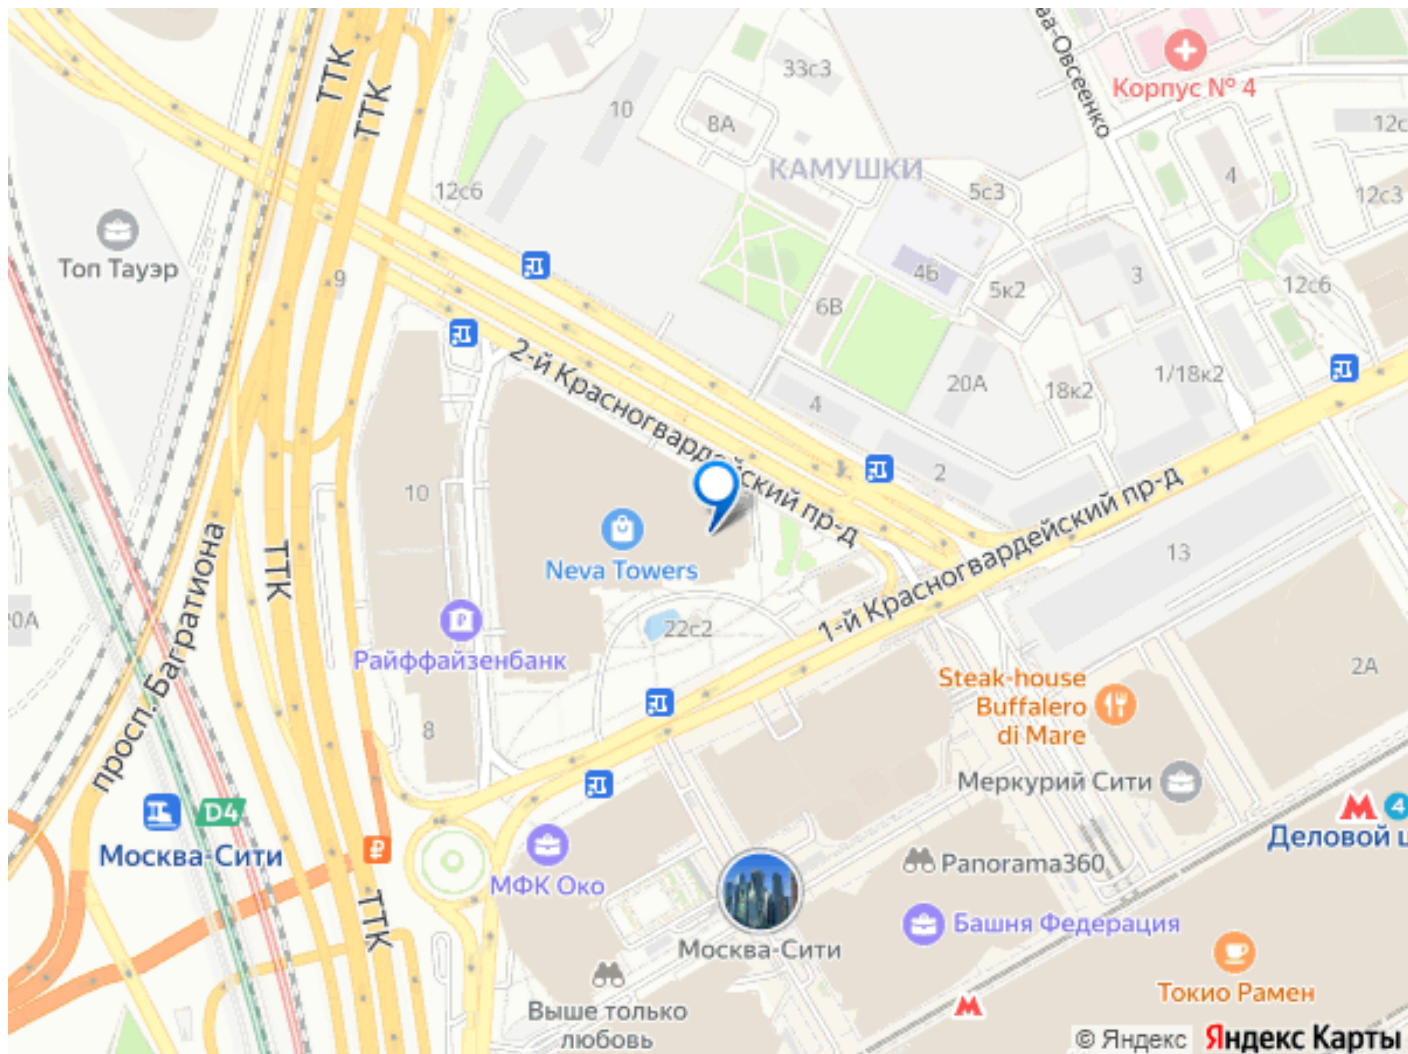 ТТК
ТТК
33с3
10
8А
КАМУШКИ
12с6
5с3
Корпус № 4
12с
4
12с3
Топ Тауэр
9
4Б
5к2
3
12с6
6В
2-й Красногвардейский пр-д
20А
18к2
1/18к2
4
2
10
Neva Towers
1-й Красногвардейский пр-д
13
ТТК
просп. Багратиона
22с2
Райффайзенбанк
8
Steak-house
Buffalero
di Mare
2А
Меркурий Сити
D4
Москва-Сити
МФК Око
Panorama360
4
Деловой ц
ТТК
Башня Федерация
Москва-Сити
Токио Рамен
Выше только
любовь
© Яндекс Яндекс Карты